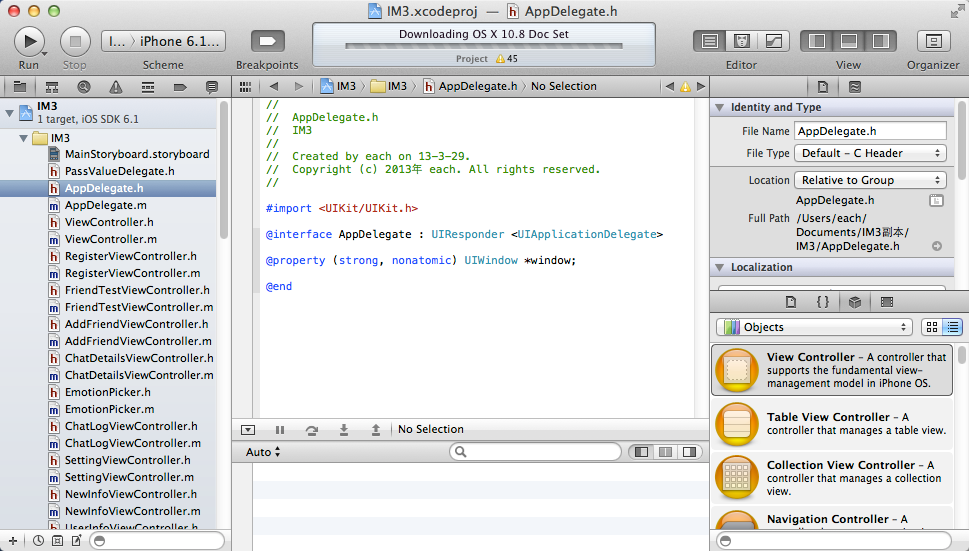 IM3.xcodeproj — AppDelegate.h
Run
Stop
I... › iPhone 6.1...
Scheme
Breakpoints
Downloading OS X 10.8 Doc Set
Project 45
Editor
View
Organizer
IM3
1 target, iOS SDK 6.1
IM3
MainStoryboard.storyboard
PassValueDelegate.h
AppDelegate.h
AppDelegate.m
ViewController.h
ViewController.m
RegisterViewController.h
RegisterViewController.m
FriendTestViewController.h
FriendTestViewController.m
AddFriendViewController.h
AddFriendViewController.m
ChatDetailsViewController.h
ChatDetailsViewController.m
EmotionPicker.h
EmotionPicker.m
ChatLogViewController.h
ChatLogViewController.m
SettingViewController.h
SettingViewController.m
NewInfoViewController.h
NewInfoViewController.m
UserInfoViewController.h
IM3 › IM3 › AppDelegate.h › No Selection
//
//  AppDelegate.h
//  IM3
//
//  Created by each on 13-3-29.
//  Copyright (c) 2013年 each. All rights reserved.
//
#import <UIKit/UIKit.h>
@interface AppDelegate : UIResponder <UIApplicationDelegate>
@property (strong, nonatomic) UIWindow *window;
@end
No Selection
Auto
Identity and Type
File Name AppDelegate.h
File Type Default – C Header
Location Relative to Group
AppDelegate.h
Full Path /Users/each/
Documents/IM3副本/
IM3/AppDelegate.h
Localization
{ }
Objects
View Controller – A controller that
supports the fundamental view-
management model in iPhone OS.
Table View Controller – A
controller that manages a table view.
Collection View Controller – A
controller that manages a collection
view.
Navigation Controller – A